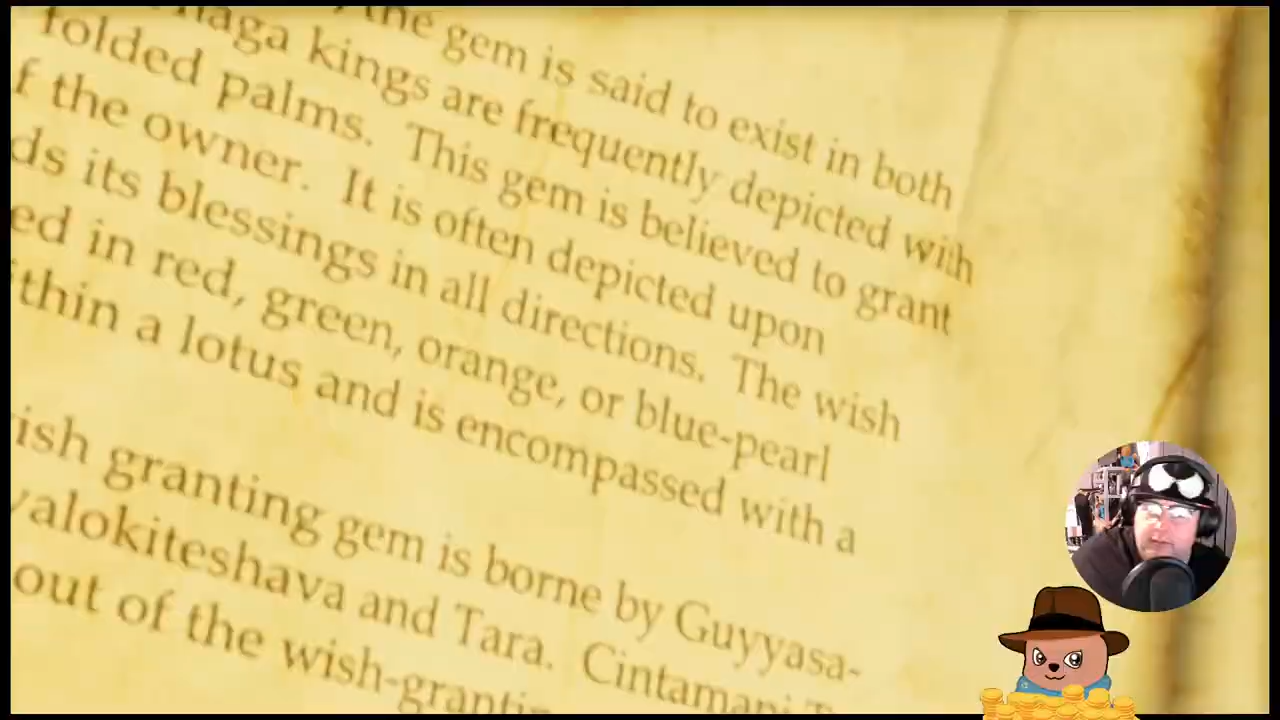 the gem is said to exist in both
naga kings are frequently depicted with
folded palms. This gem is believed to grant
f the owner. It is often depicted upon
ds its blessings in all directions. The wish
ed in red, green, orange, or blue-pearl
thin a lotus and is encompassed with a
ish granting gem is borne by Guyyasa-
valokiteshava and Tara. Cintamani
out of the wish-granti